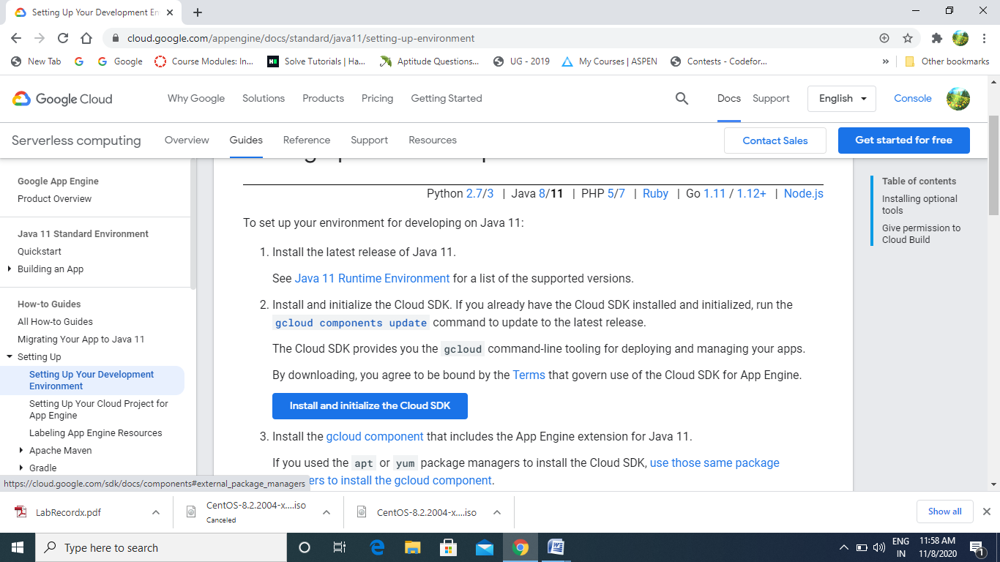 Setting Up Your Development En
cloud.google.com/appengine/docs/standard/java11/setting-up-environment
New Tab Google Course Modules: In... Solve Tutorials | Ha... Aptitude Questions... UG - 2019 My Courses | ASPEN Contests - Codefor... » Other bookmarks
Google Cloud Why Google Solutions Products Pricing Getting Started Docs Support English Console
Serverless computing Overview Guides Reference Support Resources Contact Sales Get started for free
Google App Engine
Product Overview
Java 11 Standard Environment
Quickstart
Building an App
How-to Guides
All How-to Guides
Migrating Your App to Java 11
Setting Up
Setting Up Your Development
Environment
Setting Up Your Cloud Project for
App Engine
Labeling App Engine Resources
Apache Maven
Gradle
Python 2.7/3 | Java 8/11 | PHP 5/7 | Ruby | Go 1.11 / 1.12+ | Node.js
To set up your environment for developing on Java 11:
1. Install the latest release of Java 11.
See Java 11 Runtime Environment for a list of the supported versions.
2. Install and initialize the Cloud SDK. If you already have the Cloud SDK installed and initialized, run the
gcloud components update command to update to the latest release.
The Cloud SDK provides you the gcloud command-line tooling for deploying and managing your apps.
By downloading, you agree to be bound by the Terms that govern use of the Cloud SDK for App Engine.
Install and initialize the Cloud SDK
3. Install the gcloud component that includes the App Engine extension for Java 11.
If you used the apt or yum package managers to install the Cloud SDK, use those same package
ers to install the gcloud component.
Table of contents
Installing optional
tools
Give permission to
Cloud Build
https://cloud.google.com/sdk/docs/components#external_package_managers
LabRecordx.pdf
CentOS-8.2.2004-x....iso
Canceled
CentOS-8.2.2004-x....iso
Show all
Type here to search
ENG
IN
11:58 AM
11/8/2020
1